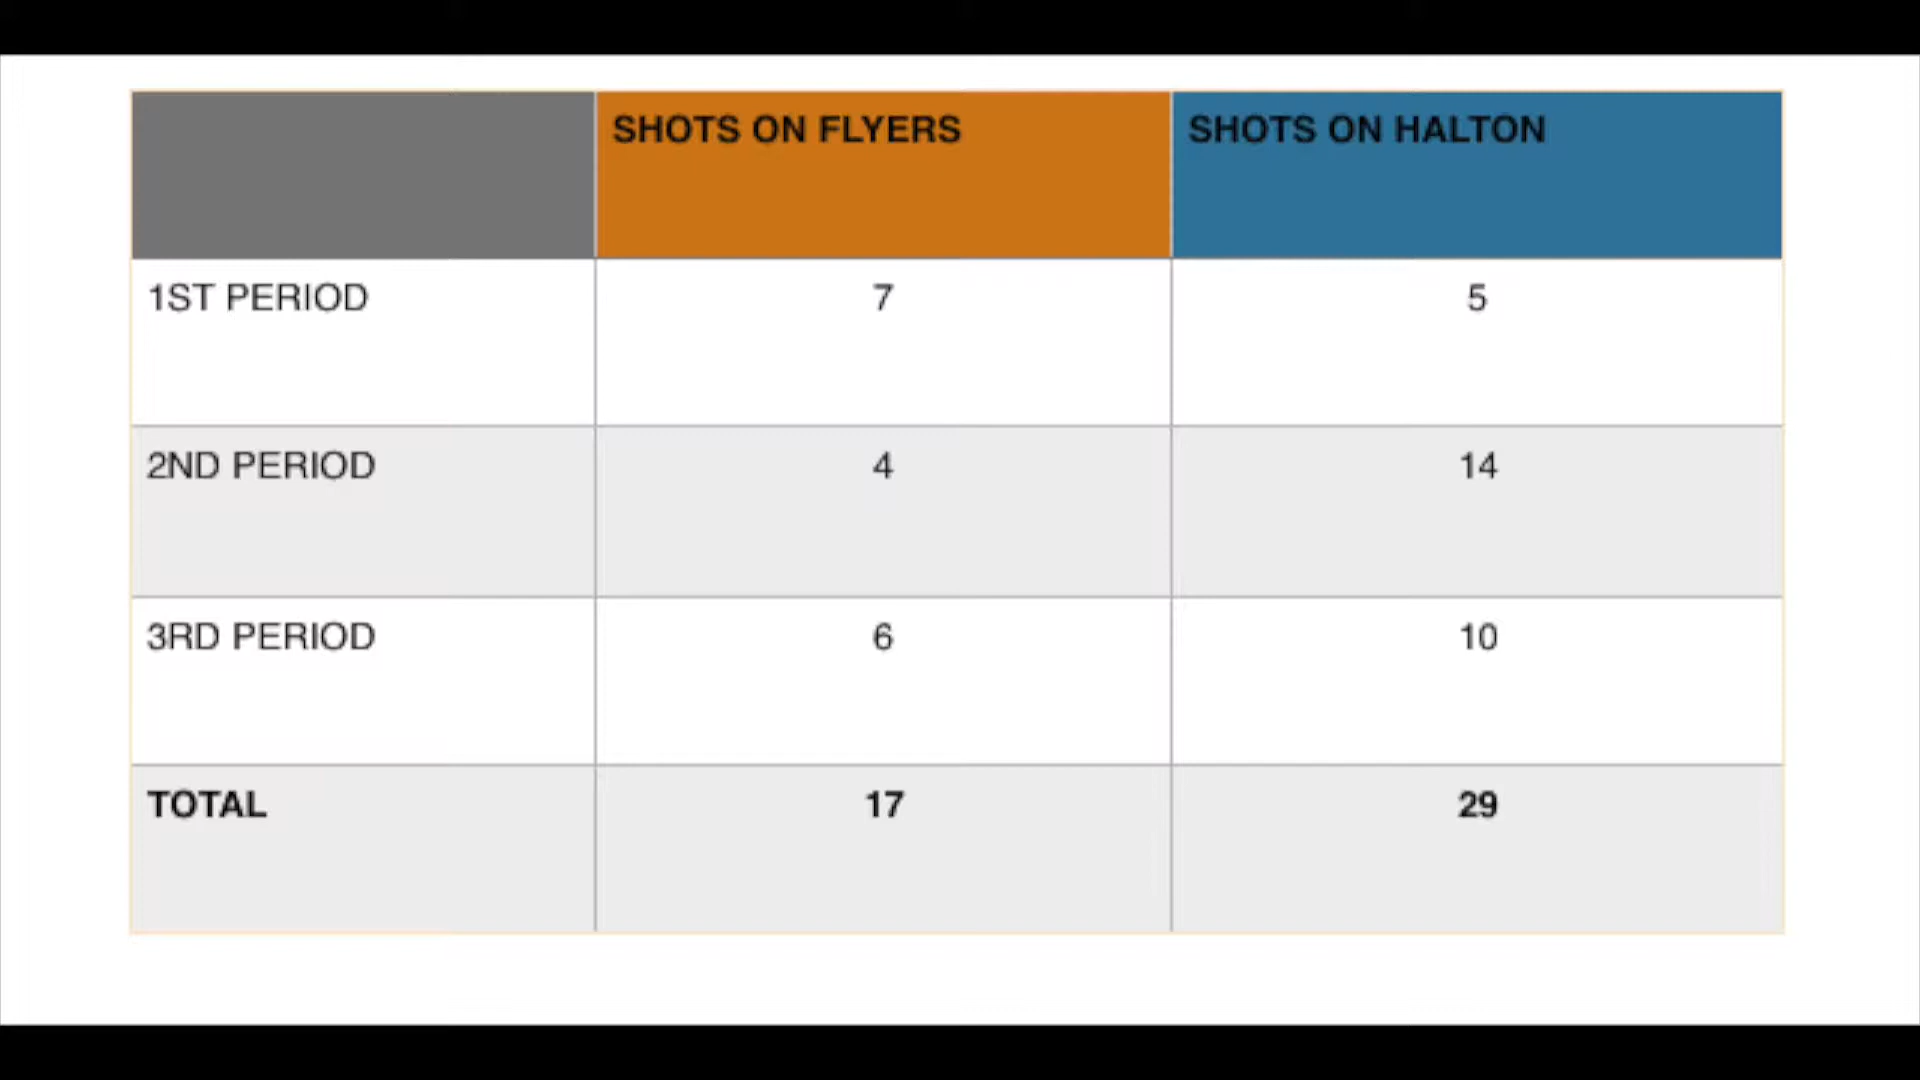 SHOTS ON FLYERS SHOTS ON HALTON
1ST PERIOD 7 5
2ND PERIOD 4 14
3RD PERIOD 6 10
TOTAL 17 29